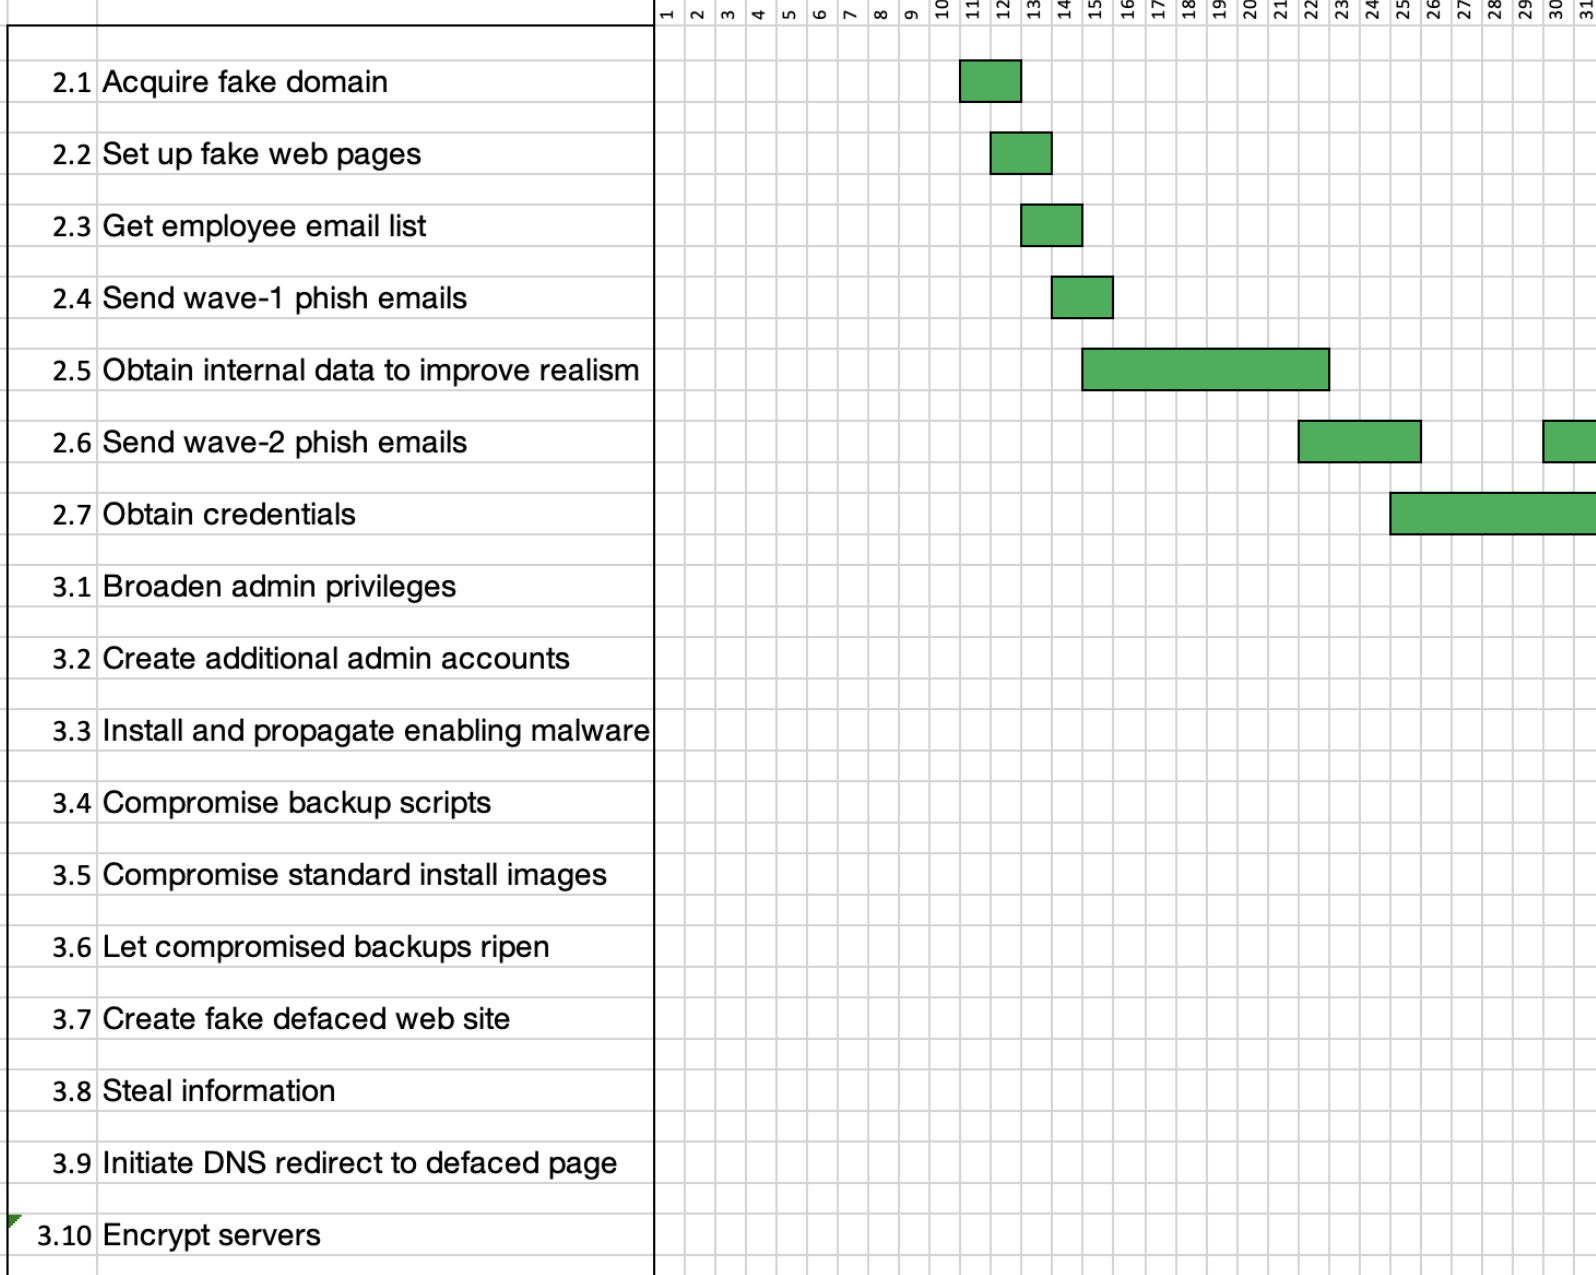 1 2 3 4 5 6 7 8 9 10 11 12 13 14 15 16 17 18 19 20 21 22 23 24 25 26 27 28 29 30 31
2.1 Acquire fake domain
2.2 Set up fake web pages
2.3 Get employee email list
2.4 Send wave-1 phish emails
2.5 Obtain internal data to improve realism
2.6 Send wave-2 phish emails
2.7 Obtain credentials
3.1 Broaden admin privileges
3.2 Create additional admin accounts
3.3 Install and propagate enabling malware
3.4 Compromise backup scripts
3.5 Compromise standard install images
3.6 Let compromised backups ripen
3.7 Create fake defaced web site
3.8 Steal information
3.9 Initiate DNS redirect to defaced page
3.10 Encrypt servers